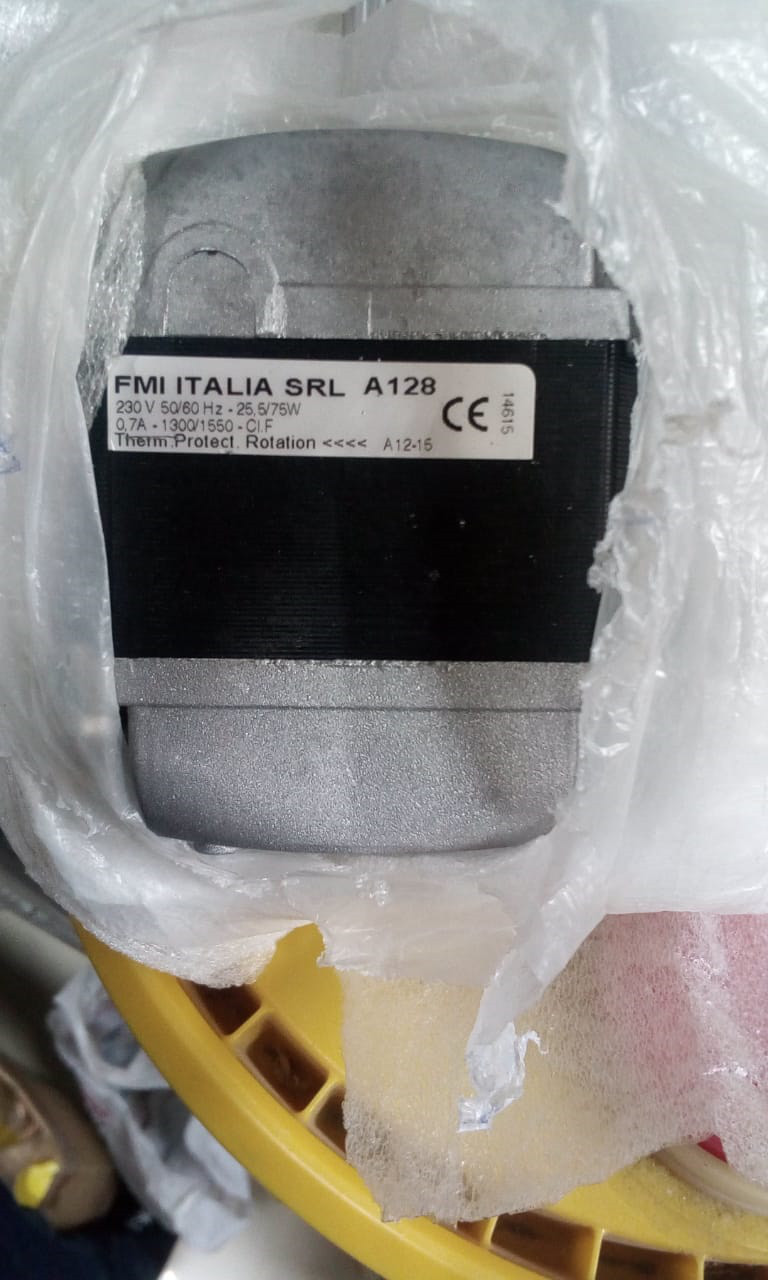 FMI ITALIA SRL A128
230 V 50/60 Hz - 25,5/75W
0,7A - 1300/1550 - Cl.F
Therm.Protect. Rotation <<<< A12-15
CE
14615